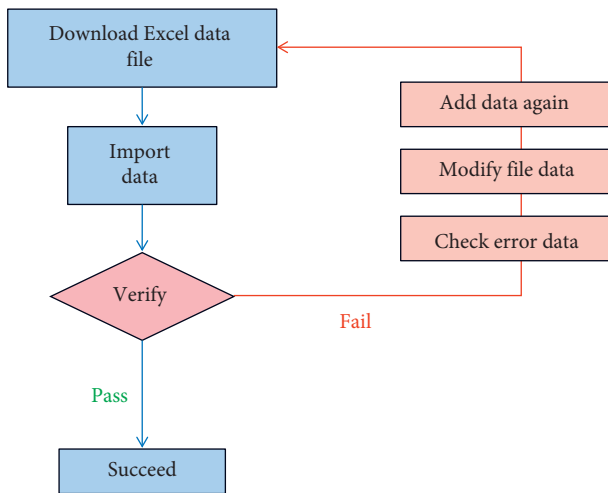 Download Excel data
file
Import
data
Verify
Pass
Succeed
Fail
Add data again
Modify file data
Check error data